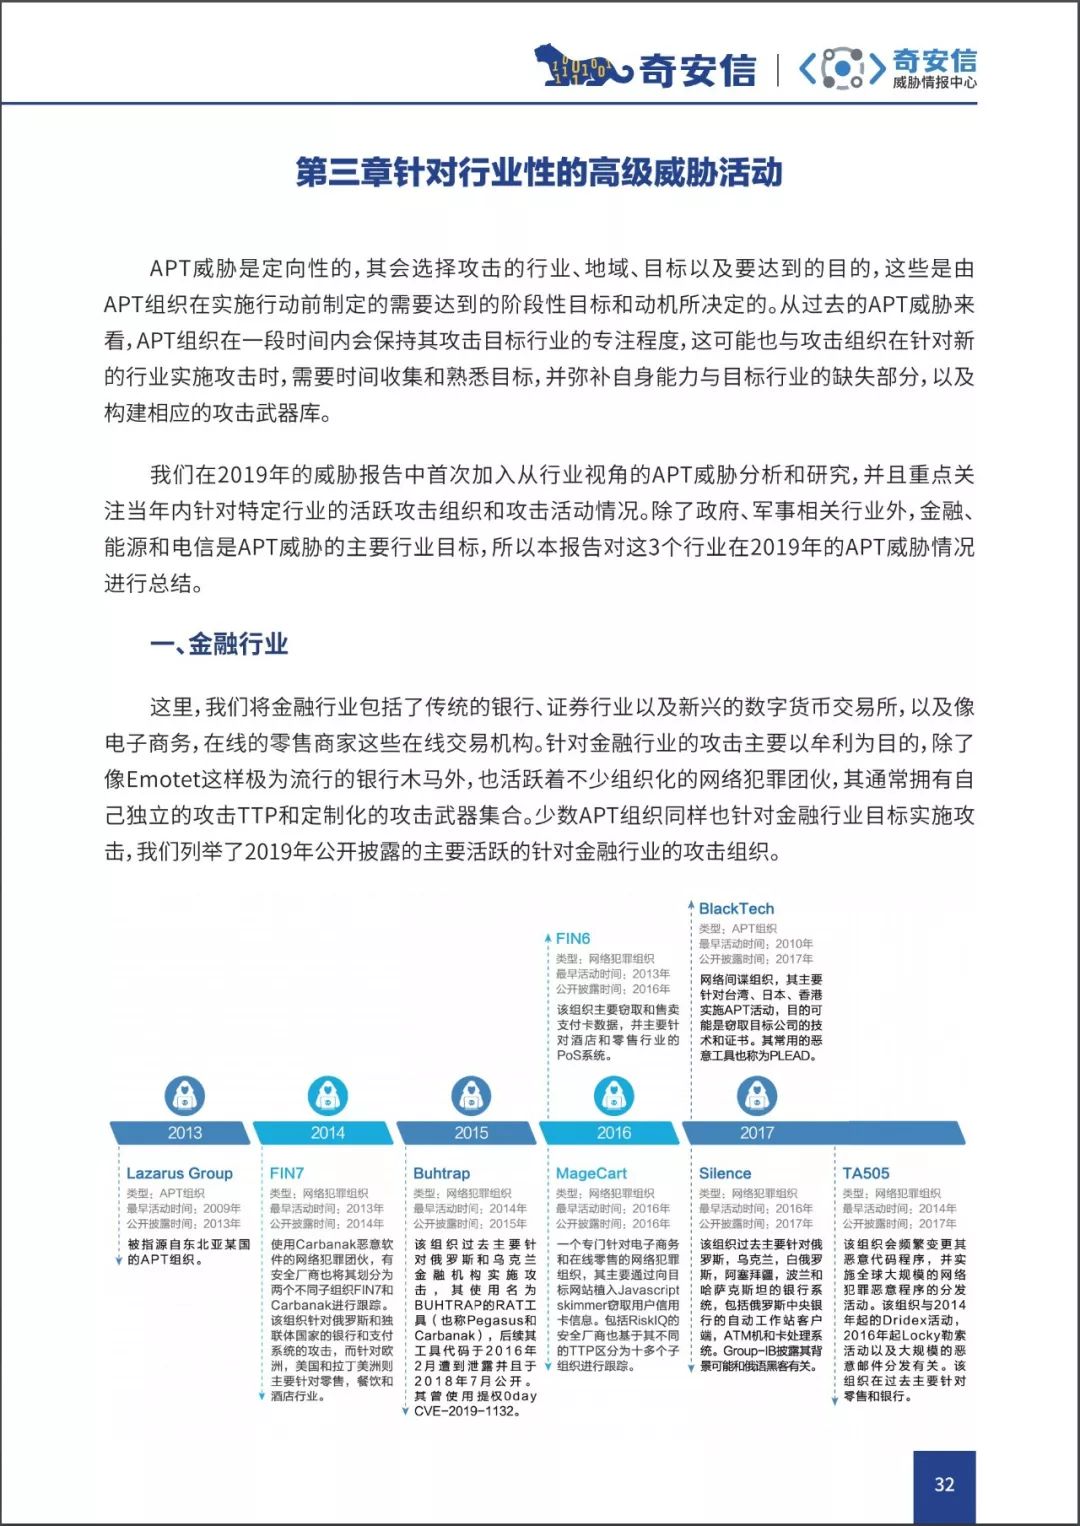 奇安信
奇安信
威胁情报中心
第三章针对行业性的高级威胁活动
APT威胁是定向性的，其会选择攻击的行业、地域、目标以及要达到的目的，这些是由
APT组织在实施行动前制定的需要达到的阶段性目标和动机所决定的。从过去的APT威胁来
看，APT组织在一段时间内会保持其攻击目标行业的专注程度，这可能也与攻击组织在针对新
的行业实施攻击时，需要时间收集和熟悉目标，并弥补自身能力与目标行业的缺失部分，以及
构建相应的攻击武器库。
我们在2019年的威胁报告中首次加入从行业视角的APT威胁分析和研究，并且重点关
注当年内针对特定行业的活跃攻击组织和攻击活动情况。除了政府、军事相关行业外，金融、
能源和电信是APT威胁的主要行业目标，所以本报告对这3个行业在2019年的APT威胁情况
进行总结。
一、金融行业
这里，我们将金融行业包括了传统的银行、证券行业以及新兴的数字货币交易所，以及像
电子商务，在线的零售商家这些在线交易机构。针对金融行业的攻击主要以牟利为目的，除了
像Emotet这样极为流行的银行木马外，也活跃着不少组织化的网络犯罪团伙，其通常拥有自
己独立的攻击TTP和定制化的攻击武器集合。少数APT组织同样也针对金融行业目标实施攻
击，我们列举了2019年公开披露的主要活跃的针对金融行业的攻击组织。
FIN6
类型：网络犯罪组织
最早活动时间：2013年
公开披露时间：2016年
该组织主要窃取和售卖
支付卡数据，并主要针
对酒店和零售行业的
PoS系统。
BlackTech
类型：APT组织
最早活动时间：2010年
公开披露时间：2017年
网络间谍组织，其主要
针对台湾、日本、香港
实施APT活动，目的可
能是窃取目标公司的技
术和证书。其常用的恶
意工具也称为PLEAD。
2013
2014
2015
2016
2017
Lazarus Group
类型：APT组织
最早活动时间：2009年
公开披露时间：2013年
被指源自东北亚某国
的APT组织。
FIN7
类型：网络犯罪组织
最早活动时间：2013年
公开披露时间：2014年
使用Carbanak恶意软
件的网络犯罪团伙，有
安全厂商也将其划分为
两个不同子组织FIN7和
Carbanak进行跟踪。
该组织针对俄罗斯和独
联体国家的银行和支付
系统的攻击，而针对欧
洲，美国和拉丁美洲则
主要针对零售，餐饮和
酒店行业。
Buhtrap
类型：网络犯罪组织
最早活动时间：2014年
公开披露时间：2015年
该组织过去主要针
对俄罗斯和乌克兰
金融机构实施攻
击，其使用名为
BUHTRAP的RAT工
具（也称Pegasus和
Carbanak），后续其
工具代码于2016年
2月遭到泄露并且于
2018年7月公开。
其曾使用提权0day
CVE-2019-1132。
MageCart
类型：网络犯罪组织
最早活动时间：2016年
公开披露时间：2016年
一个专门针对电子商务
和在线零售的网络犯罪
组织，其主要通过向目
标网站植入Javascript
skimmer窃取用户信用
卡信息。包括RiskIQ的
安全厂商也基于其不同
的TTP区分为十多个子
组织进行跟踪。
Silence
类型：网络犯罪组织
最早活动时间：2016年
公开披露时间：2017年
该组织过去主要针对俄
罗斯，乌克兰，白俄罗
斯，阿塞拜疆，波兰和
哈萨克斯坦的银行系
统，包括俄罗斯中央银
行的自动工作站客户
端，ATM机和卡处理系
统。Group-IB披露其背
景可能和俄语黑客有关。
TA505
类型：网络犯罪组织
最早活动时间：2014年
公开披露时间：2017年
该组织会频繁变更其
恶意代码程序，并实
施全球大规模的网络
犯罪恶意程序的分发
活动。该组织与2014
年起的Dridex活动，
2016年起Locky勒索
活动以及大规模的恶
意邮件分发有关。该
组织在过去主要针对
零售和银行。
32